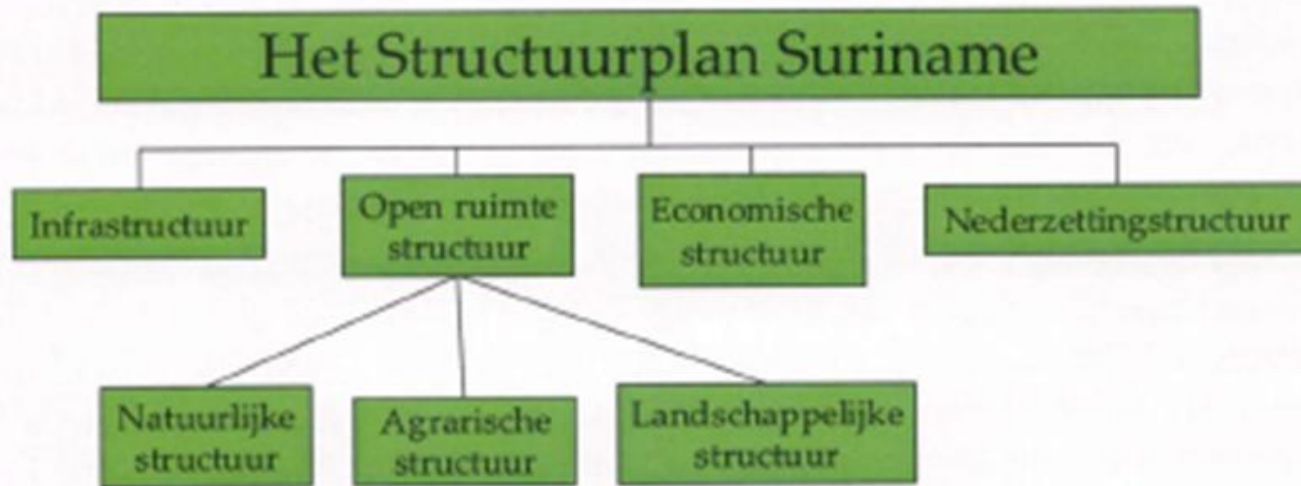 Het Structuurplan Suriname
Infrastructuur
Open ruimte
structuur
Economische
structuur
Nederzettingstructuur
Natuurlijke
structuur
Agrarische
structuur
Landschappelijke
structuur